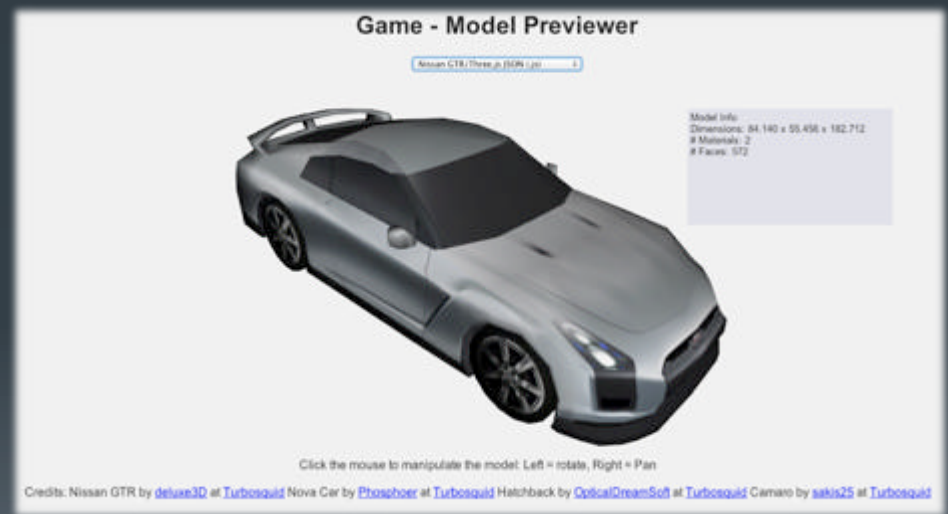 Game - Model Previewer
Nissan GTR/Three.js JSON (.js)
Model Info
Dimensions: 84.140 x 55.456 x 182.712
# Materials: 2
# Faces: 572
Click the mouse to manipulate the model: Left = rotate, Right = Pan
Credits: Nissan GTR by deluxe3D at Turbosquid Nova Car by Phosphoer at Turbosquid Hatchback by OpticalDreamSoft at Turbosquid Camaro by sakis25 at Turbosquid